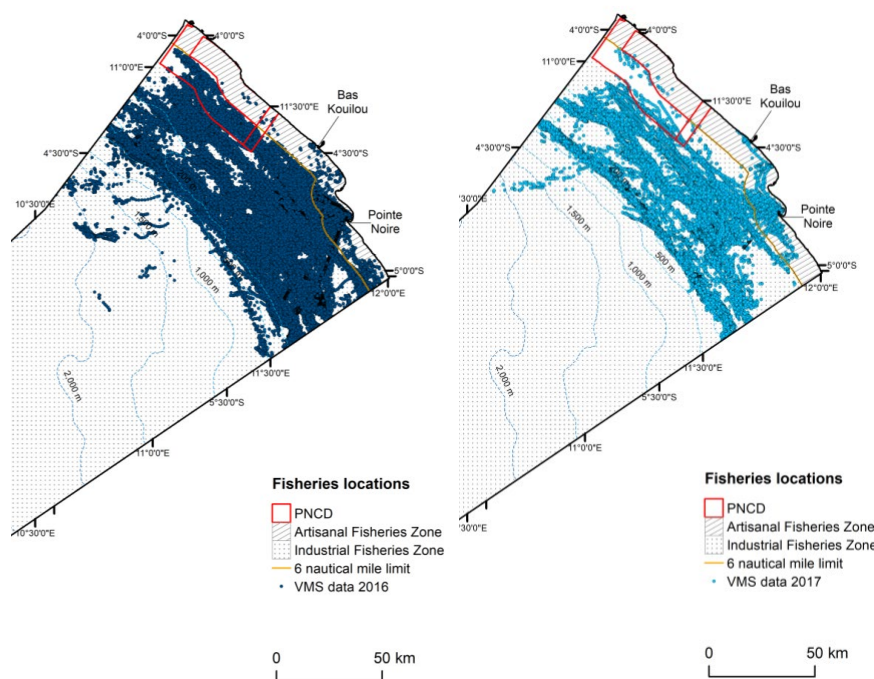 4°0'0"S
4°0'0"S
11°0'0"E
11°30'0"E
Bas
Kouilou
4°30'0"S
4°30'0"S
10°30'0"E
Pointe
Noire
1,500 m
1,000 m
2,000 m
5°0'0"S
12°0'0"E
11°30'0"E
5°30'0"S
11°0'0"E
10°30'0"E
Fisheries locations
PNCD
Artisanal Fisheries Zone
Industrial Fisheries Zone
6 nautical mile limit
VMS data 2016
0 50 km
4°0'0"S
4°0'0"S
11°0'0"E
11°30'0"E
Bas
Kouilou
4°30'0"S
4°30'0"S
10°30'0"E
Pointe
Noire
1,500 m
1,000 m
500 m
2,000 m
5°0'0"S
12°0'0"E
11°30'0"E
5°30'0"S
11°0'0"E
Fisheries locations
PNCD
Artisanal Fisheries Zone
Industrial Fisheries Zone
6 nautical mile limit
VMS data 2017
0 50 km